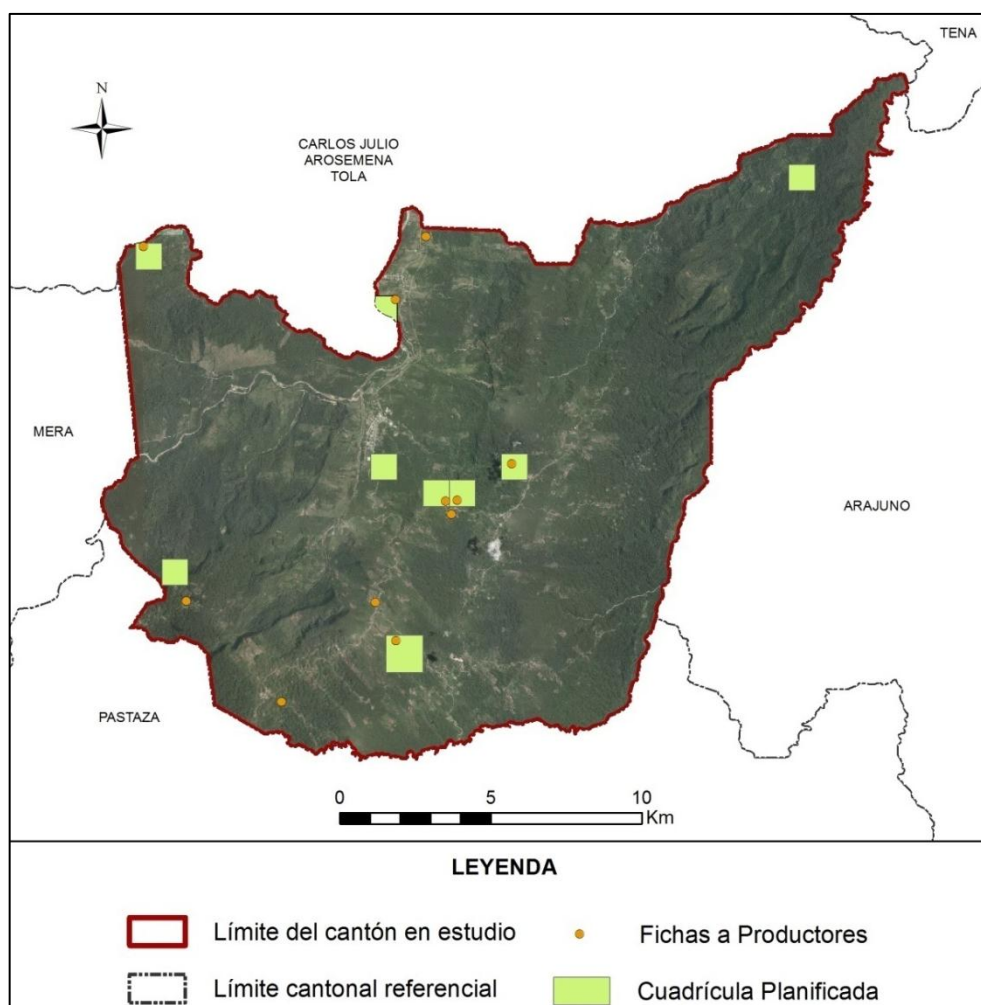 TENA
N
CARLOS JULIO
AROSEMENA
TOLA
MERA
ARAJUNO
PASTAZA
0 5 10
Km
LEYENDA
Límite del cantón en estudio
Fichas a Productores
Límite cantonal referencial
Cuadrícula Planificada